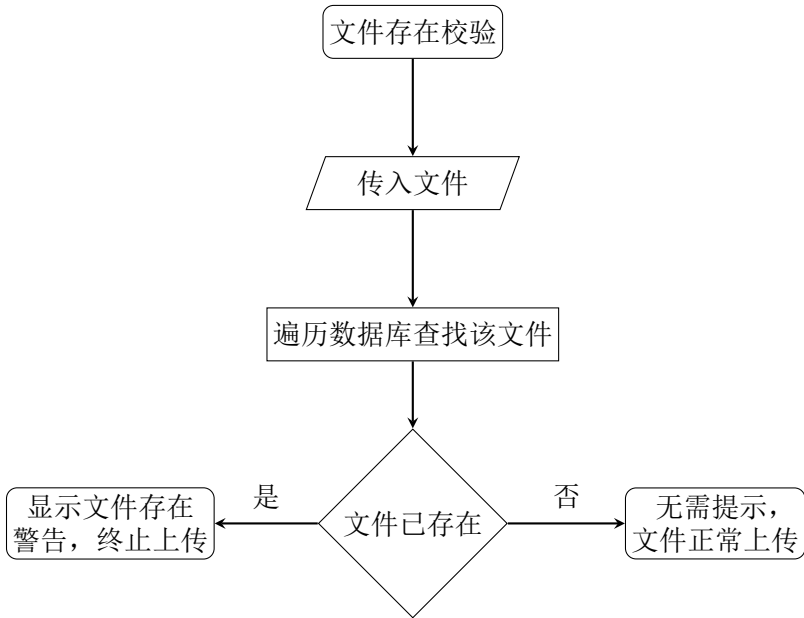 文件存在校验
传入文件
遍历数据库查找该文件
是
否
显示文件存在
警告，终止上传
文件已存在
无需提示，
文件正常上传